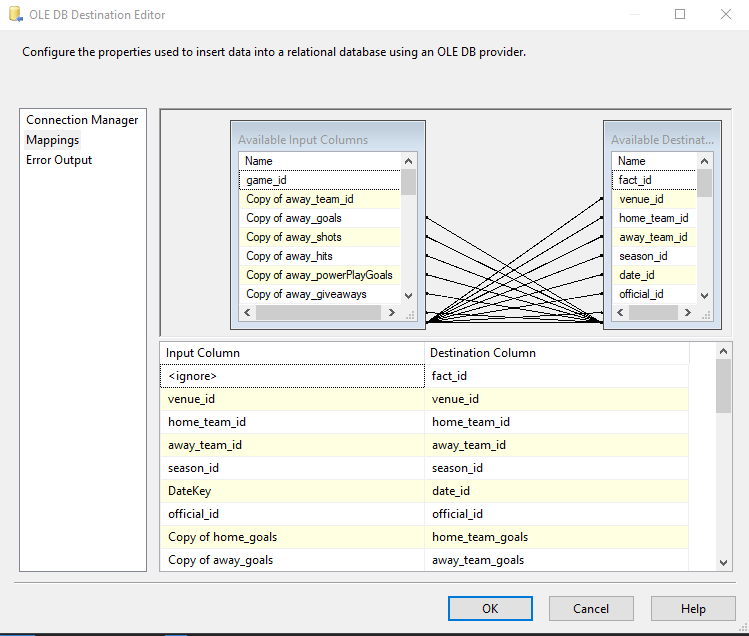 OLE DB Destination Editor
Configure the properties used to insert data into a relational database using an OLE DB provider.
Connection Manager
Mappings
Error Output
Available Input Columns
Name
game_id
Copy of away_team_id
Copy of away_goals
Copy of away_shots
Copy of away_hits
Copy of away_powerPlayGoals
Copy of away_giveaways
Available Destinat...
Name
fact_id
venue_id
home_team_id
away_team_id
season_id
date_id
official_id
Input Column Destination Column
<ignore> fact_id
venue_id venue_id
home_team_id home_team_id
away_team_id away_team_id
season_id season_id
DateKey date_id
official_id official_id
Copy of home_goals home_team_goals
Copy of away_goals away_team_goals
OK Cancel Help